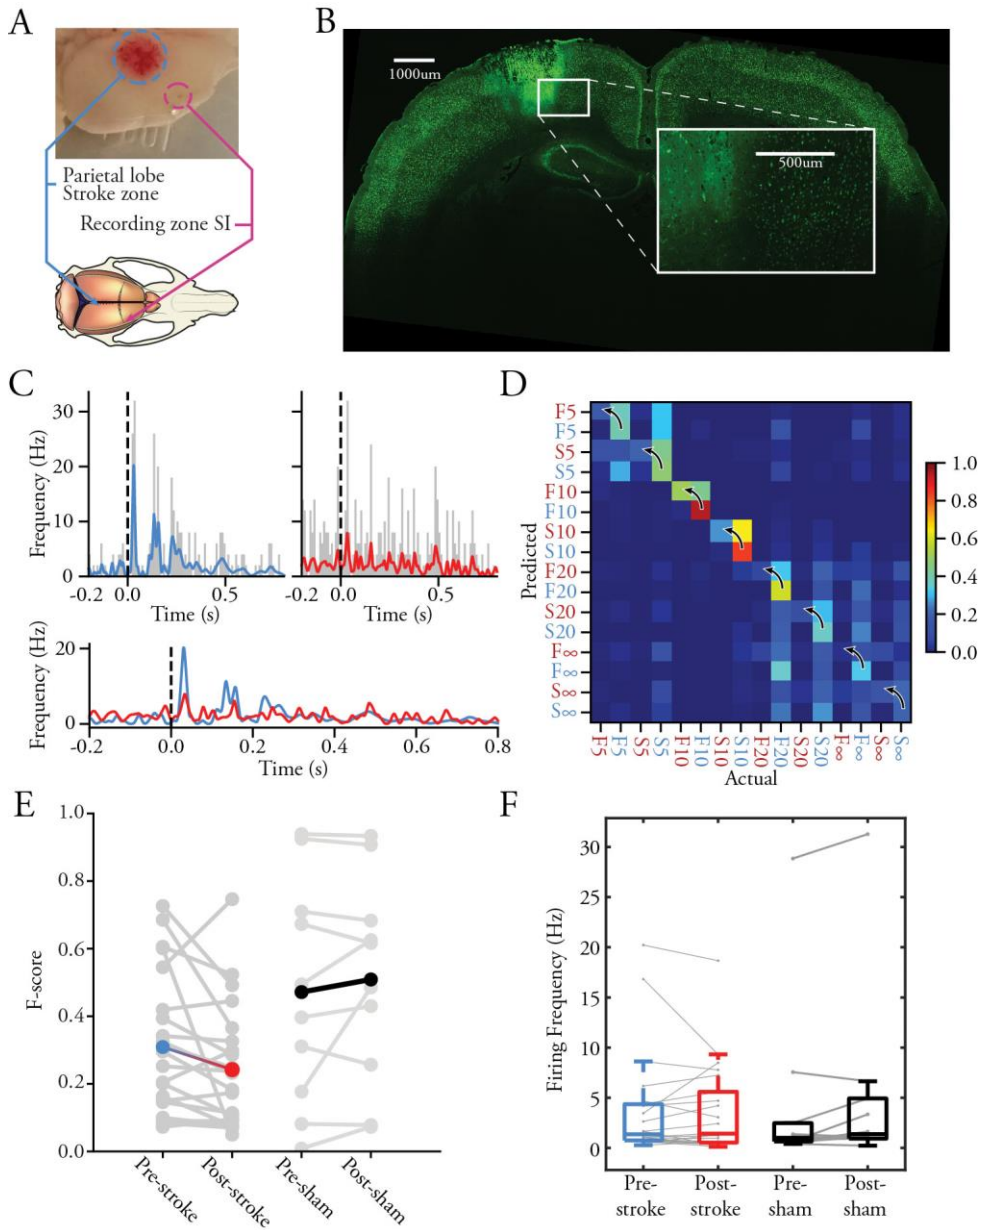 A
Parietal lobe
Stroke zone
Recording zone SI
B
1000um
500um
C
Frequency (Hz)
30
20
10
0
-0.2 0.0 0.5
Time (s)
-0.2 0.0 0.5
Time (s)
Frequency (Hz)
20
0
-0.2 0.0 0.2 0.4 0.6 0.8
Time (s)
D
Predicted
F5
F5
S5
S5
F10
F10
S10
S10
F20
F20
S20
S20
F∞
F∞
S∞
S∞
F5 F5 S5 S5 F10 F10 S10 S10 F20 F20 S20 S20 F∞ F∞ S∞ S∞
Actual
1.0
0.8
0.6
0.4
0.2
0.0
E
F-score
1.0
0.8
0.6
0.4
0.2
0.0
Pre-stroke Post-stroke Pre-sham Post-sham
F
Firing Frequency (Hz)
30
25
20
15
10
5
0
Pre- Post- Pre- Post-
stroke stroke sham sham